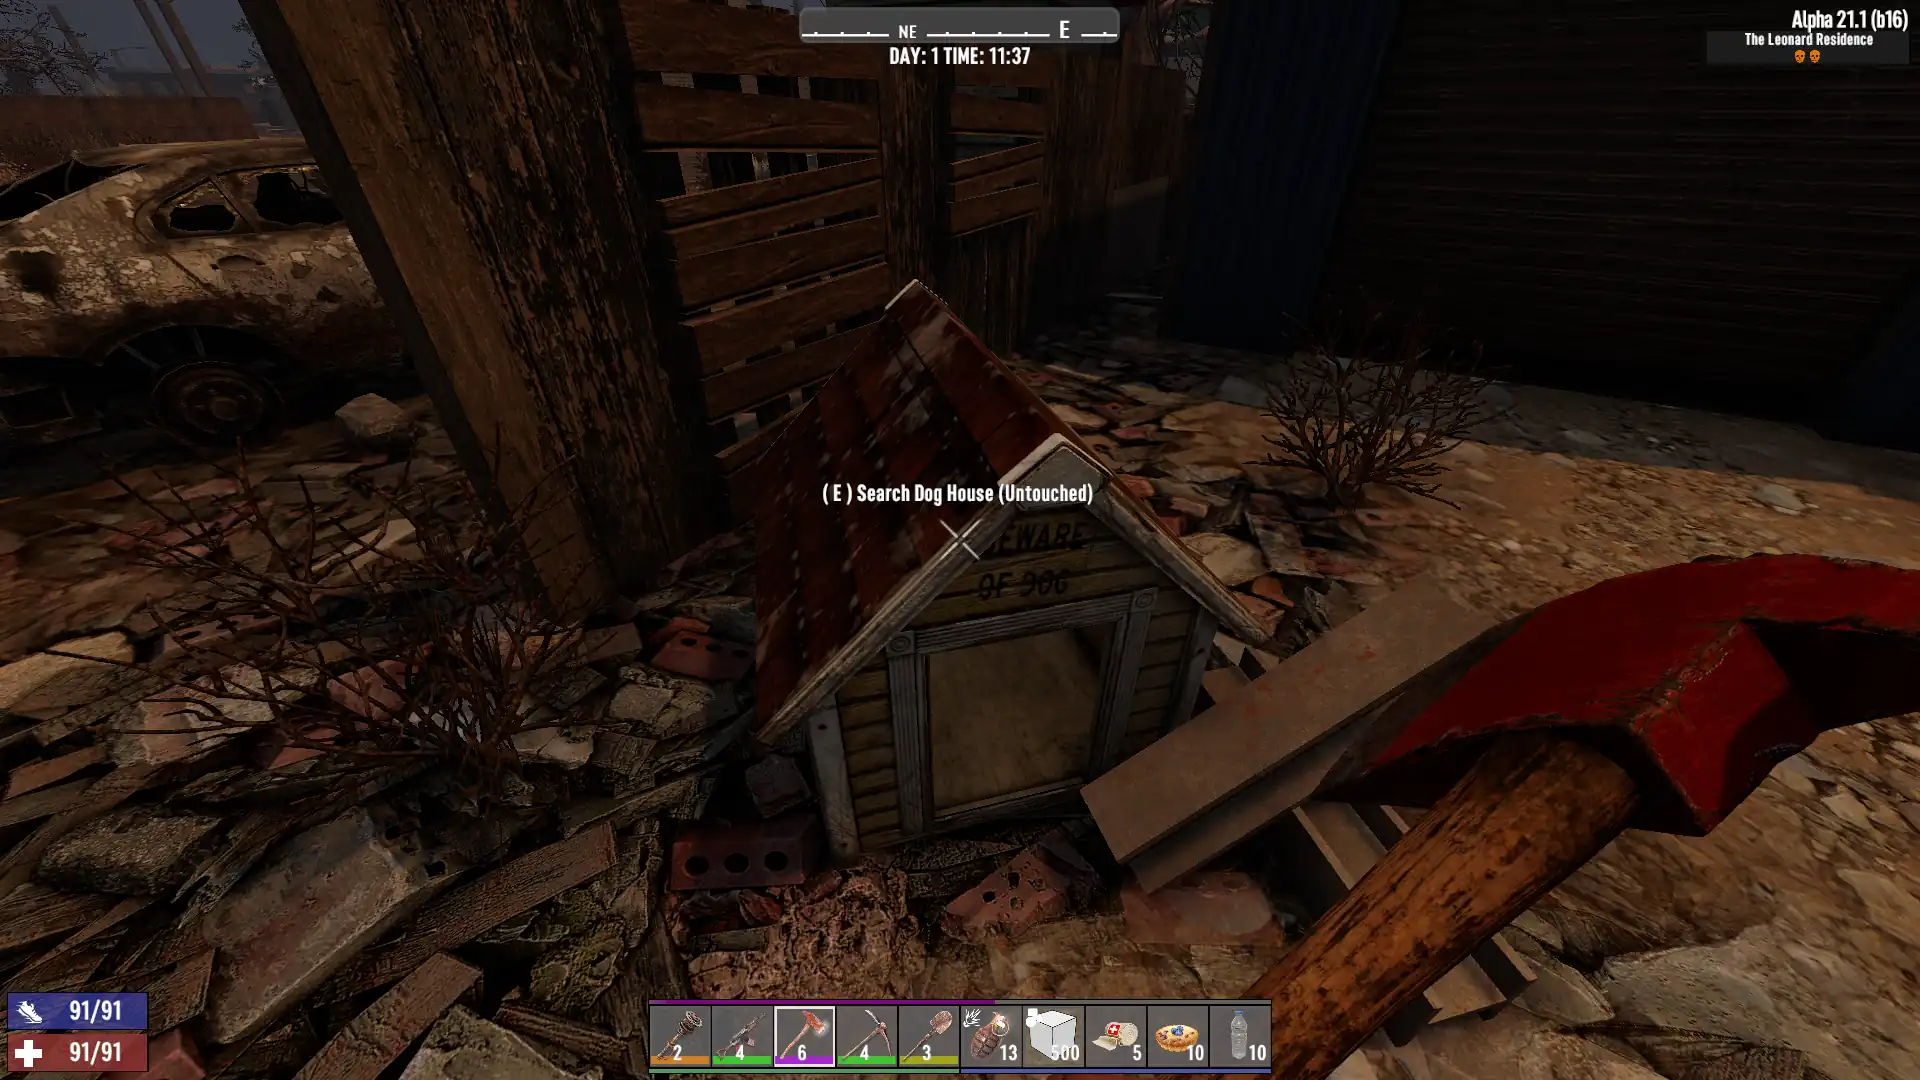 NE E
DAY: 1 TIME: 11:37
Alpha 21.1 (b16)
The Leonard Residence
( E ) Search Dog House (Untouched)
BEWARE
OF DOG
91/91
91/91
2 4 6 4 3 13 500 5 10 10